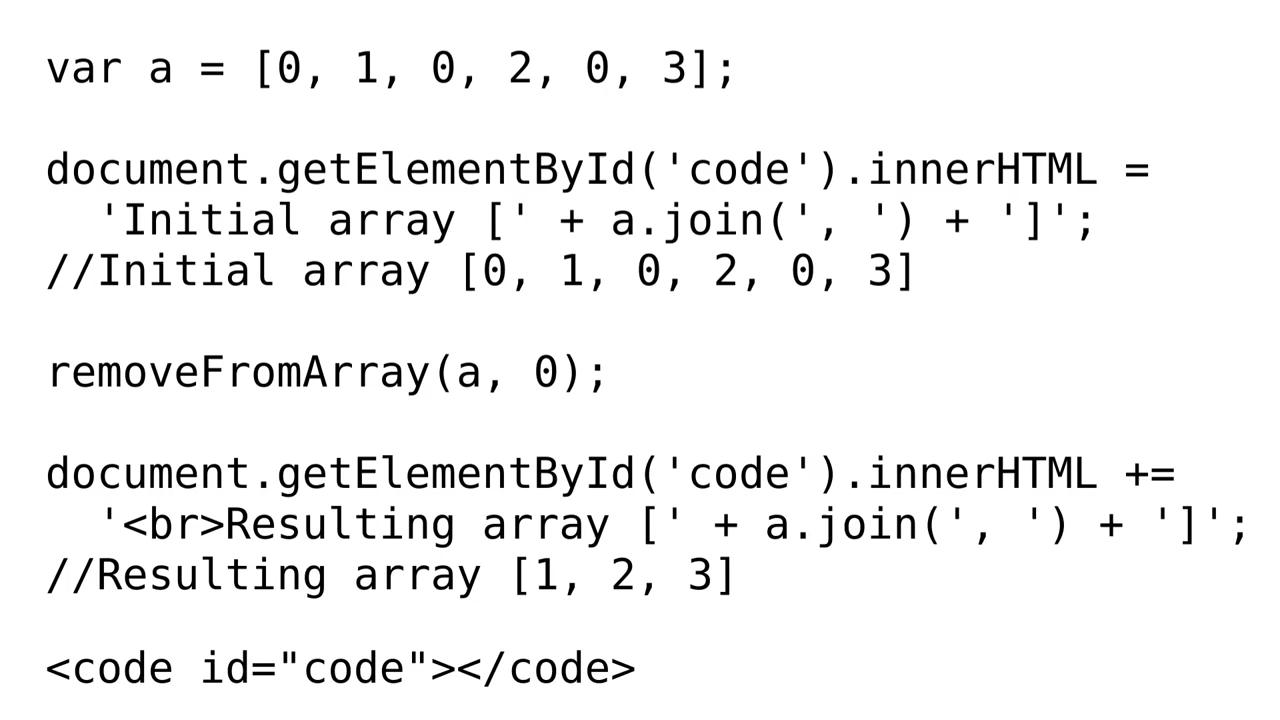 var a = [0, 1, 0, 2, 0, 3];
document.getElementById('code').innerHTML =
  'Initial array [' + a.join(', ') + ']';
//Initial array [0, 1, 0, 2, 0, 3]
removeFromArray(a, 0);
document.getElementById('code').innerHTML +=
  '<br>Resulting array [' + a.join(', ') + ']';
//Resulting array [1, 2, 3]
<code id="code"></code>